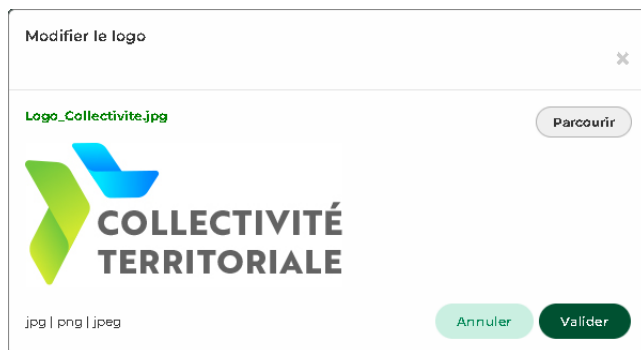 Modifier le logo
×
Logo_Collectivite.jpg
Parcourir
COLLECTIVITÉ
TERRITORIALE
jpg | png | jpeg
Annuler
Valider